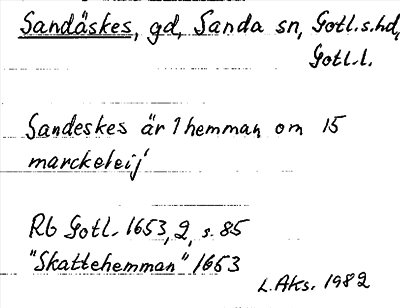 Sandäskes, gd, Sanda sn, Gotl.s.hd,
Gotl.l.
Sandeskes är 1 hemman om 15
marckeleij
Rb Gotl. 1653, 2, s. 85
"Skattehemman" 1653
L.Aks. 1982